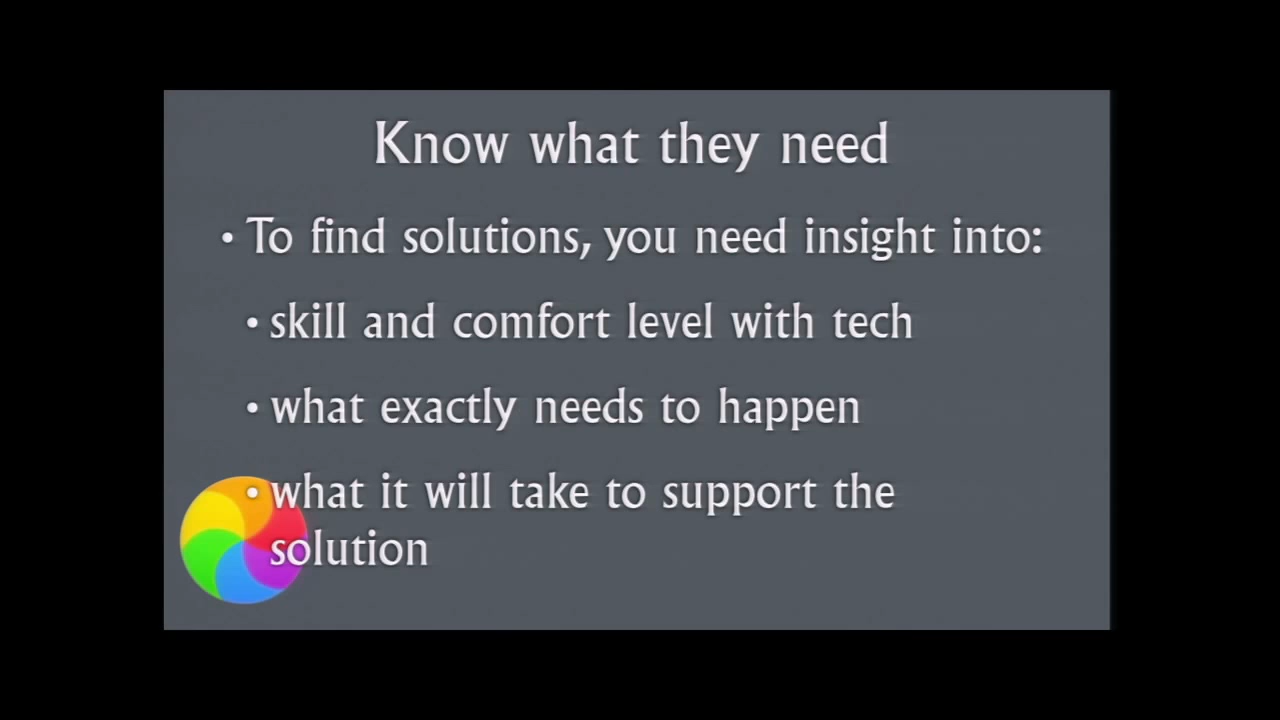 Know what they need
• To find solutions, you need insight into:
• skill and comfort level with tech
• what exactly needs to happen
• what it will take to support the
solution